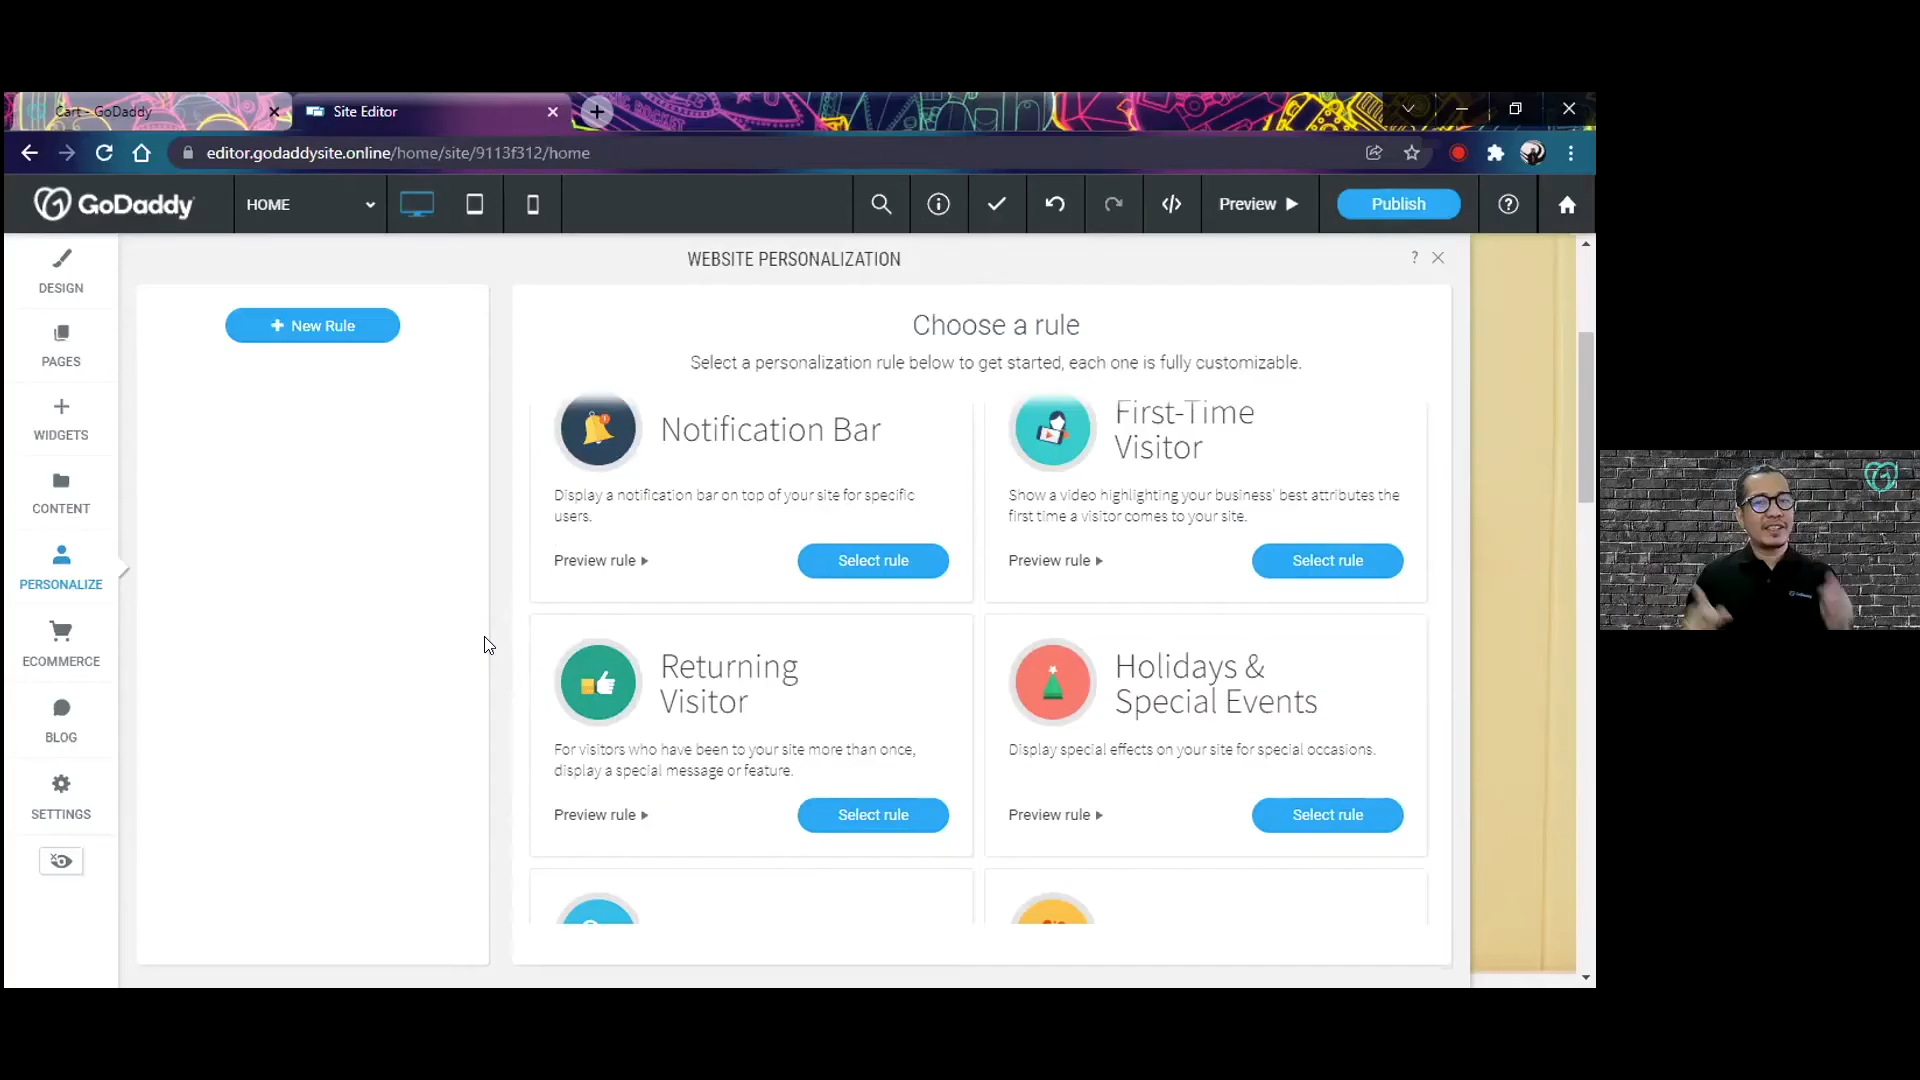 Cart - GoDaddy
Site Editor
editor.godaddysite.online/home/site/9113f312/home
GoDaddy
HOME
Preview
Publish
DESIGN
PAGES
WIDGETS
CONTENT
PERSONALIZE
ECOMMERCE
BLOG
SETTINGS
WEBSITE PERSONALIZATION
?
+ New Rule
Choose a rule
Select a personalization rule below to get started, each one is fully customizable.
Notification Bar
Display a notification bar on top of your site for specific
users.
Preview rule
Select rule
First-Time
Visitor
Show a video highlighting your business' best attributes the
first time a visitor comes to your site.
Preview rule
Select rule
Returning
Visitor
For visitors who have been to your site more than once,
display a special message or feature.
Preview rule
Select rule
Holidays &
Special Events
Display special effects on your site for special occasions.
Preview rule
Select rule